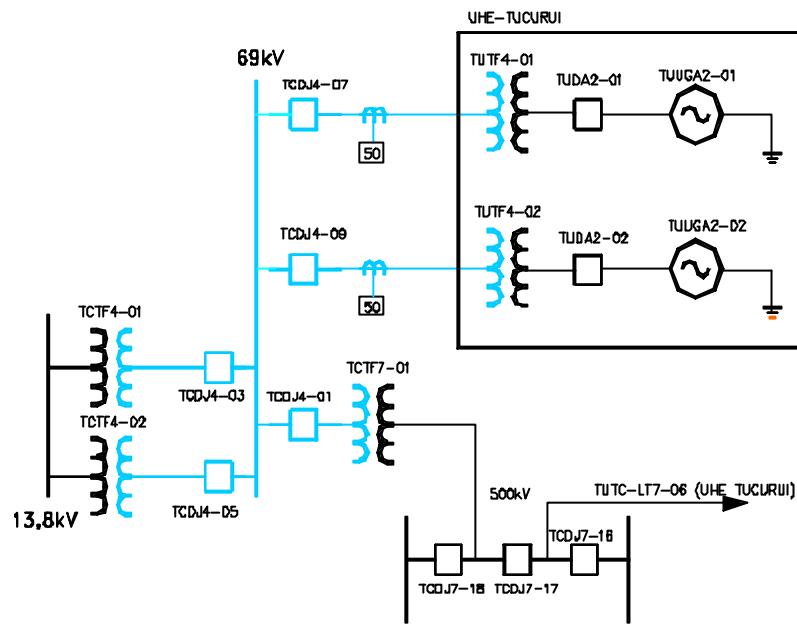 UHE-TUCURUI
69kV
TCDJ4-07
TUTF4-01
TUDA2-01
TUUGA2-01
50
TCDJ4-09
TUTF4-02
TUDA2-02
TUUGA2-02
50
TCTF4-01
TCDJ4-03
TCTF7-01
TCDJ4-01
TCTF4-02
TCDJ4-05
13,8kV
500kV
TUTC-LT7-06 (UHE TUCURUI)
TCDJ7-16
TCDJ7-18
TCDJ7-17